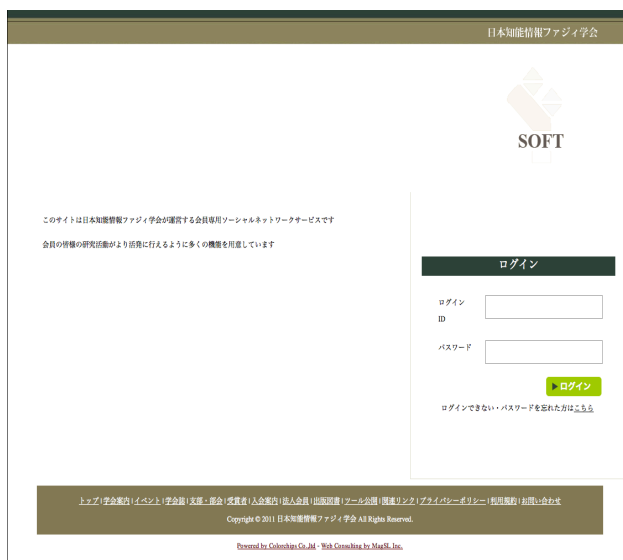 日本知能情報ファジィ学会
SOFT
このサイトは日本知能情報ファジィ学会が運営する会員専用ソーシャルネットワークサービスです
会員の皆様の研究活動がより活発に行えるように多くの機能を用意しています
ログイン
ログイン
ID
パスワード
▶ログイン
ログインできない・パスワードを忘れた方はこちら
トップ | 学会案内 | イベント | 学会誌 | 支部・部会 | 受賞者 | 入会案内 | 法人会員 | 出版図書 | ツール公開 | 関連リンク | プライバシーポリシー | 利用規約 | お問い合わせ
Copyright © 2011 日本知能情報ファジィ学会 All Rights Reserved.
Powered by Colorchips Co.,ltd - Web Consulting by MagSL Inc.